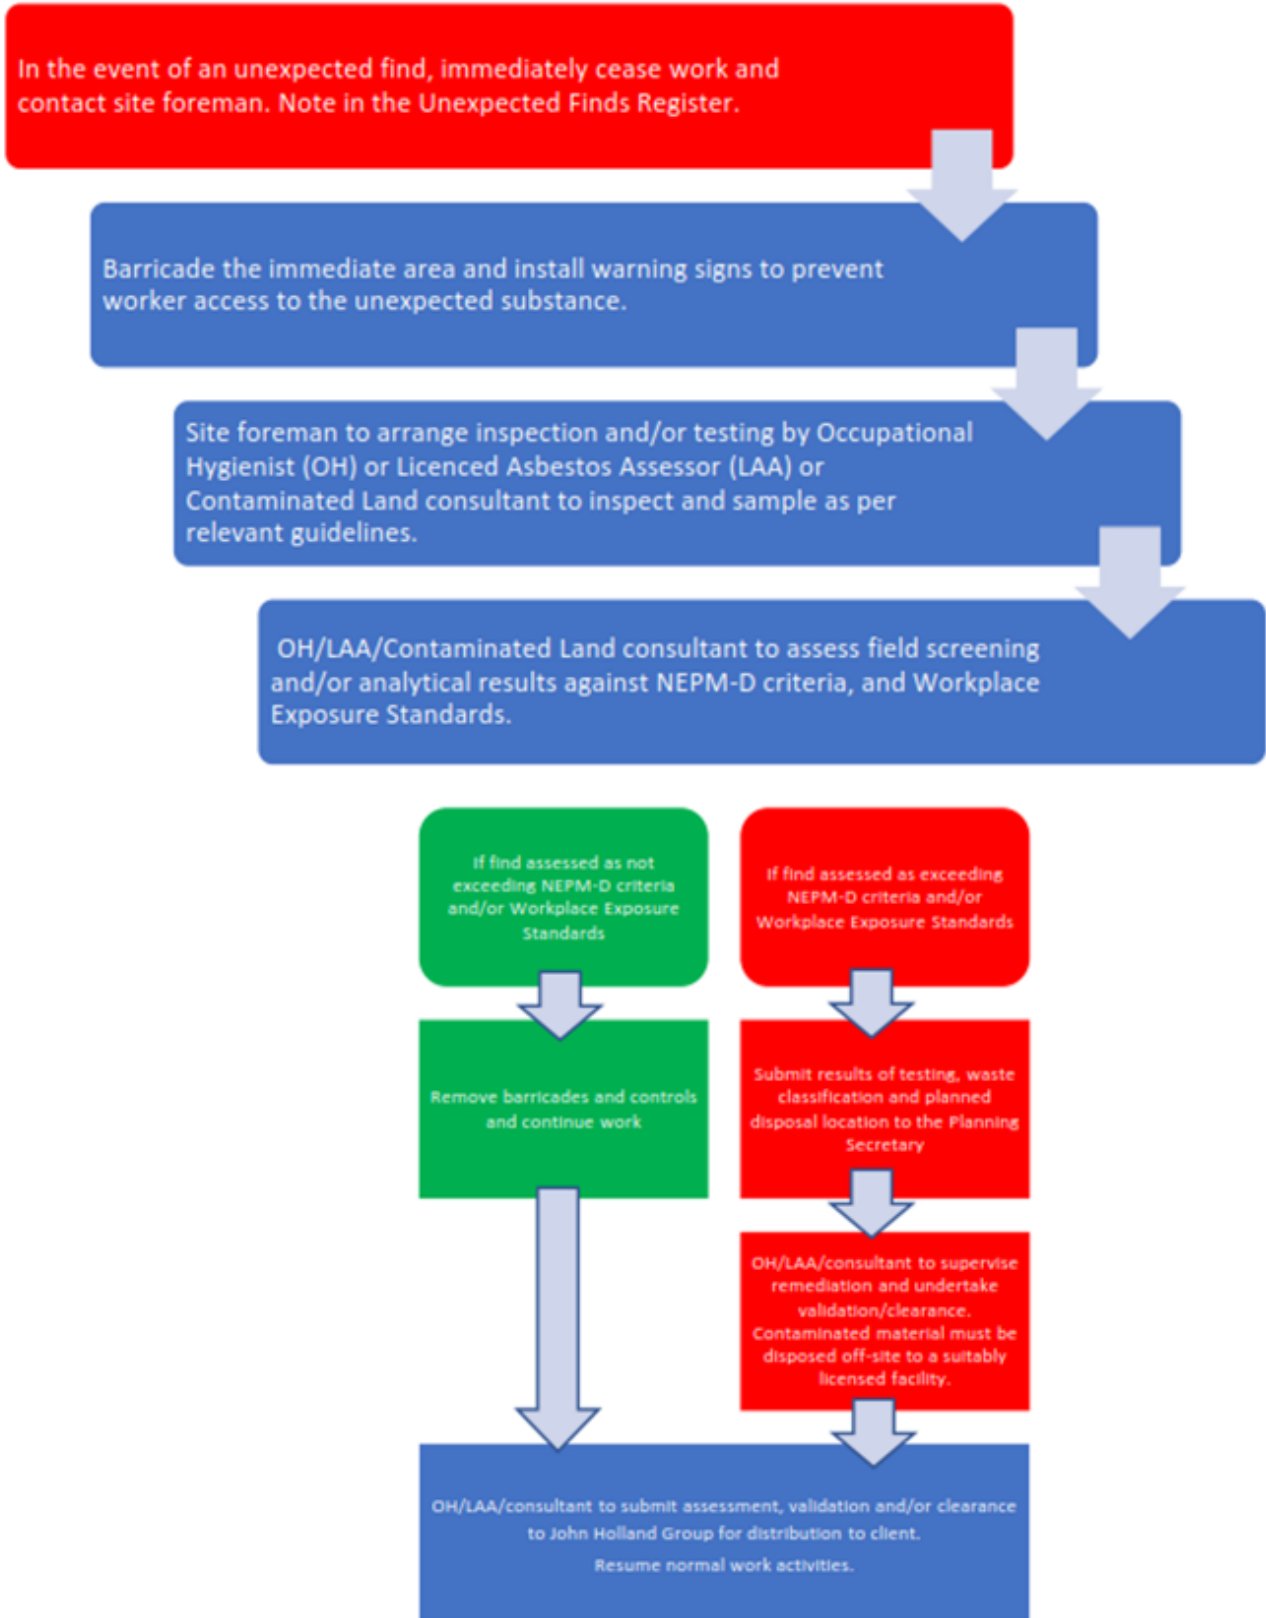 In the event of an unexpected find, immediately cease work and
contact site foreman. Note in the Unexpected Finds Register.
Barricade the immediate area and install warning signs to prevent
worker access to the unexpected substance.
Site foreman to arrange inspection and/or testing by Occupational
Hygienist (OH) or Licenced Asbestos Assessor (LAA) or
Contaminated Land consultant to inspect and sample as per
relevant guidelines.
OH/LAA/Contaminated Land consultant to assess field screening
and/or analytical results against NEPM-D criteria, and Workplace
Exposure Standards.
If find assessed as not
exceeding NEPM-D criteria
and/or Workplace Exposure
Standards
If find assessed as exceeding
NEPM-D criteria and/or
Workplace Exposure Standards
Remove barricades and controls
and continue work
Submit results of testing, waste
classification and planned
disposal location to the Planning
Secretary
OH/LAA/consultant to supervise
remediation and undertake
validation/clearance.
Contaminated material must be
disposed off-site to a suitably
licensed facility.
OH/LAA/consultant to submit assessment, validation and/or clearance
to John Holland Group for distribution to client.
Resume normal work activities.